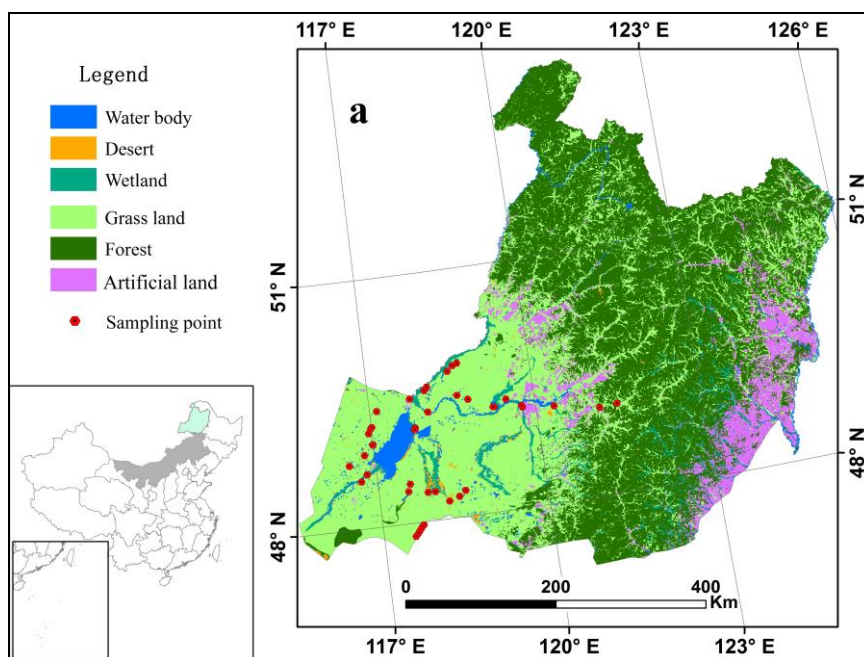 117° E 120° E 123° E 126° E
Legend
a
Water body
Desert
Wetland
Grass land
Forest
Artificial land
Sampling point
51° N
51° N
48° N
48° N
0 200 400
Km
117° E 120° E 123° E